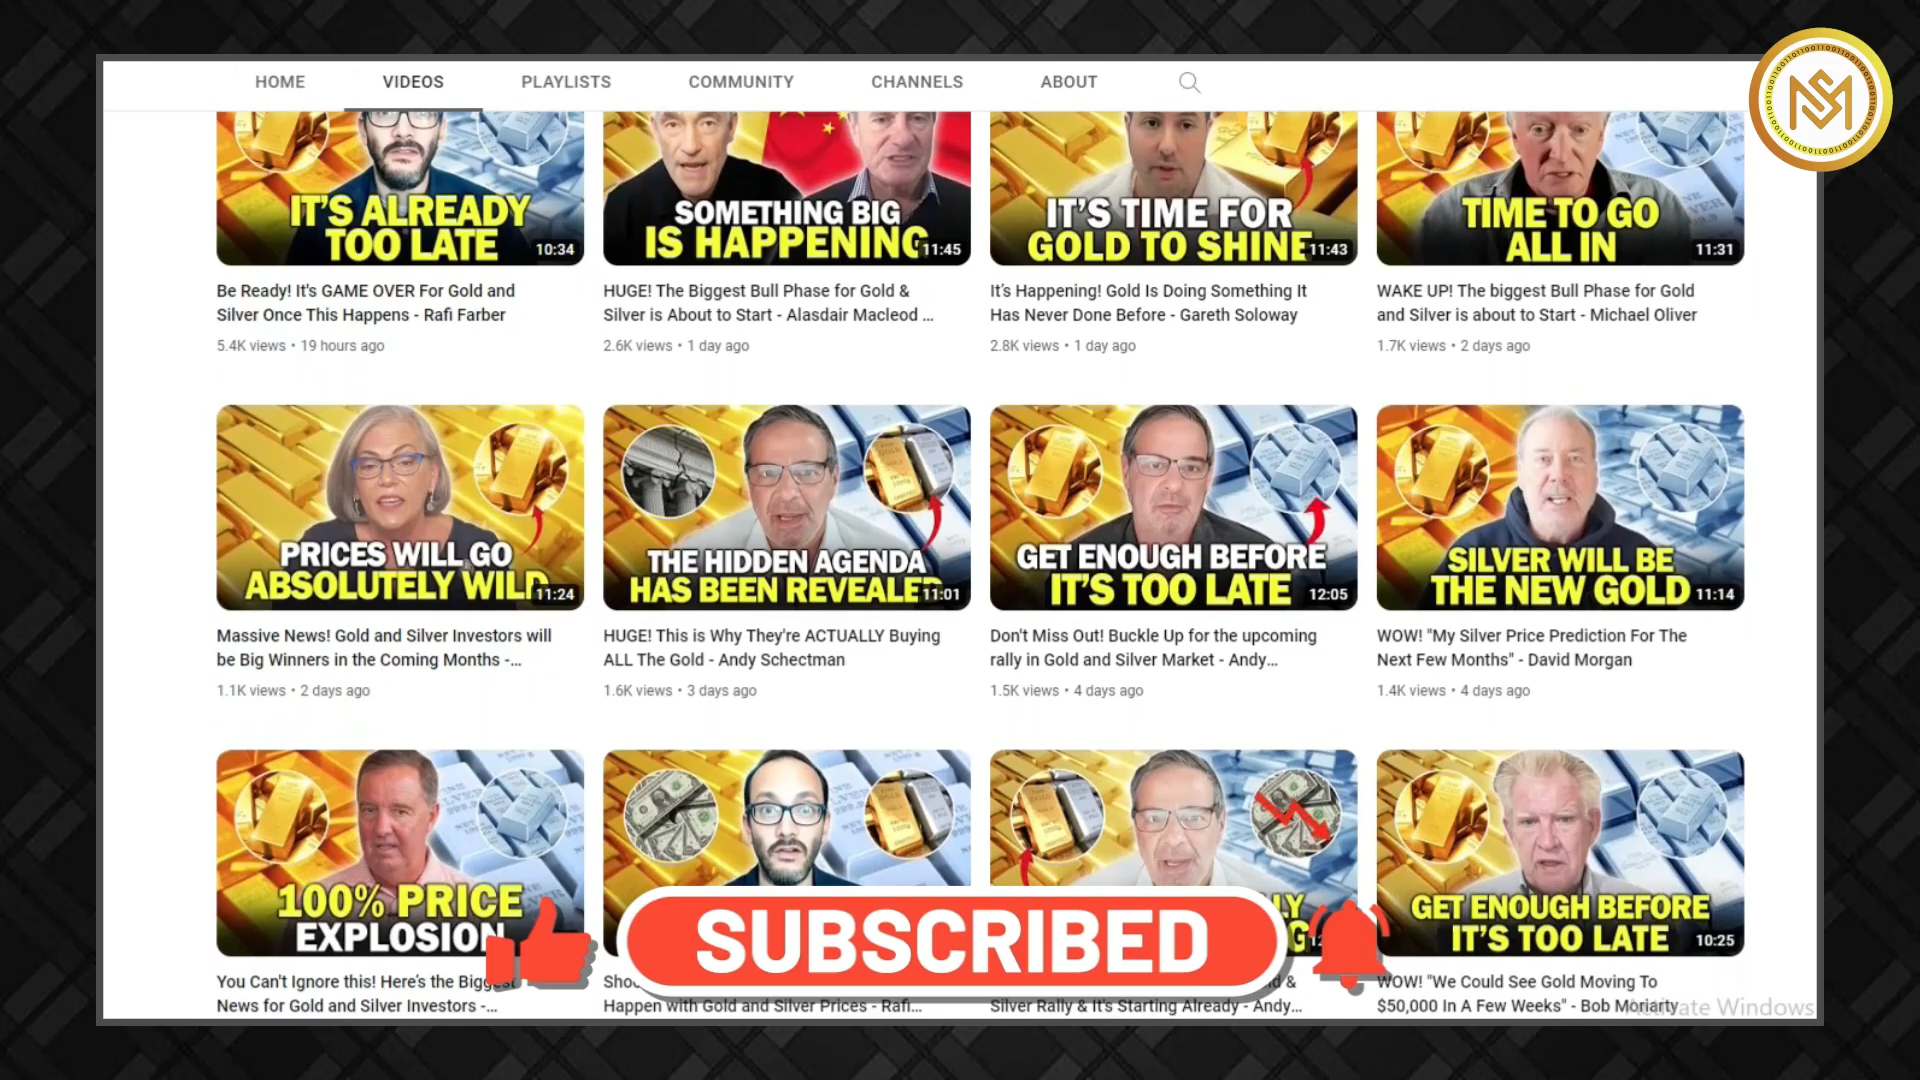 HOME VIDEOS PLAYLISTS COMMUNITY CHANNELS ABOUT
IT'S ALREADY
TOO LATE
10:34
SOMETHING BIG
IS HAPPENING
11:45
IT'S TIME FOR
GOLD TO SHINE
11:43
TIME TO GO
ALL IN
11:31
Be Ready! It's GAME OVER For Gold and
Silver Once This Happens - Rafi Farber
5.4K views • 19 hours ago
HUGE! The Biggest Bull Phase for Gold &
Silver is About to Start - Alasdair Macleod ...
2.6K views • 1 day ago
It's Happening! Gold Is Doing Something It
Has Never Done Before - Gareth Soloway
2.8K views • 1 day ago
WAKE UP! The biggest Bull Phase for Gold
and Silver is about to Start - Michael Oliver
1.7K views • 2 days ago
PRICES WILL GO
ABSOLUTELY WILD
11:24
THE HIDDEN AGENDA
HAS BEEN REVEALED
11:01
GET ENOUGH BEFORE
IT'S TOO LATE
12:05
SILVER WILL BE
THE NEW GOLD
11:14
Massive News! Gold and Silver Investors will
be Big Winners in the Coming Months -...
1.1K views • 2 days ago
HUGE! This is Why They're ACTUALLY Buying
ALL The Gold - Andy Schectman
1.6K views • 3 days ago
Don't Miss Out! Buckle Up for the upcoming
rally in Gold and Silver Market - Andy...
1.5K views • 4 days ago
WOW! "My Silver Price Prediction For The
Next Few Months" - David Morgan
1.4K views • 4 days ago
100% PRICE
EXPLOSION
GET ENOUGH BEFORE
IT'S TOO LATE
10:25
SUBSCRIBED
You Can't Ignore this! Here's the Biggest
News for Gold and Silver Investors -...
Happen with Gold and Silver Prices - Rafi...
Silver Rally & It's Starting Already - Andy...
WOW! "We Could See Gold Moving To
$50,000 In A Few Weeks" - Bob Moriarty
Activate Windows